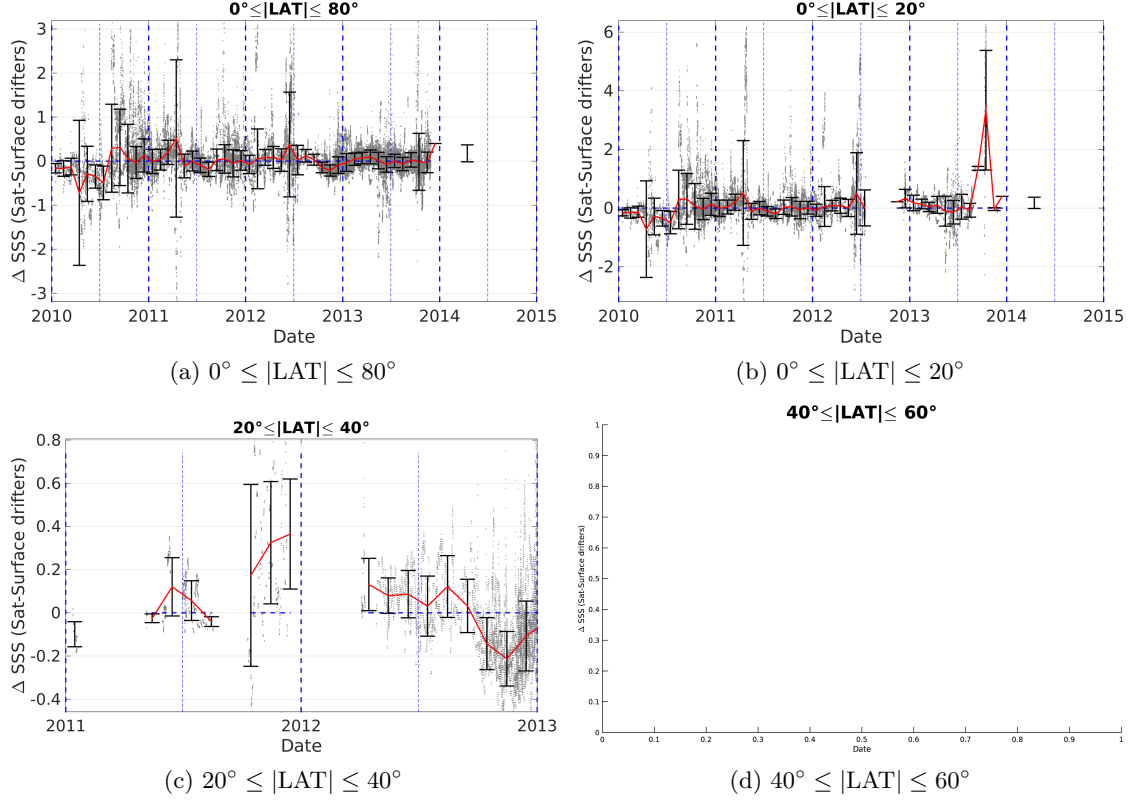 0°≤|LAT|≤ 80°
Δ SSS (Sat-Surface drifters)
3
2
1
0
-1
-2
-3
2010 2011 2012 2013 2014 2015
Date
(a) 0° ≤ |LAT| ≤ 80°
0°≤|LAT|≤ 20°
Δ SSS (Sat-Surface drifters)
6
4
2
0
-2
2010 2011 2012 2013 2014 2015
Date
(b) 0° ≤ |LAT| ≤ 20°
20°≤|LAT|≤ 40°
Δ SSS (Sat-Surface drifters)
0.8
0.6
0.4
0.2
0
-0.2
-0.4
2011 2012 2013
Date
(c) 20° ≤ |LAT| ≤ 40°
40°≤|LAT|≤ 60°
Δ SSS (Sat-Surface drifters)
1
0.9
0.8
0.7
0.6
0.5
0.4
0.3
0.2
0.1
0
0 0.1 0.2 0.3 0.4 0.5 0.6 0.7 0.8 0.9 1
Date
(d) 40° ≤ |LAT| ≤ 60°